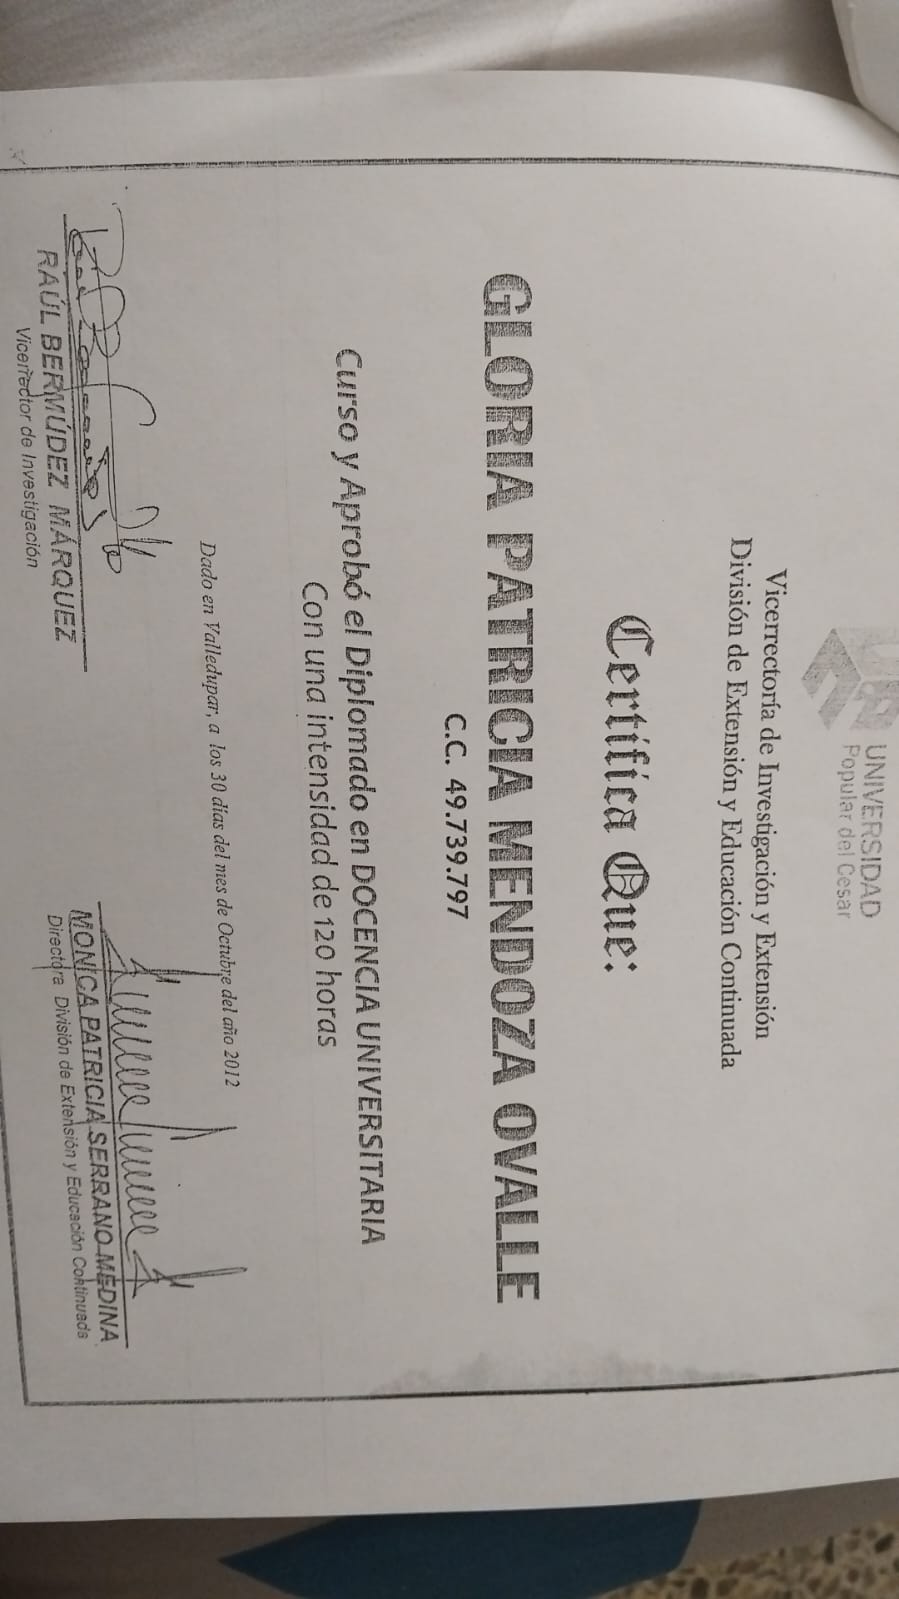 UNIVERSIDAD
Popular del Cesar
Vicerrectoría de Investigación y Extensión
División de Extensión y Educación Continuada
Certifica Que:
GLORIA PATRICIA MENDOZA OVALLE
C.C. 49.739.797
Curso y Aprobó el Diplomado en DOCENCIA UNIVERSITARIA
Con una intensidad de 120 horas
Dado en Valledupar, a los 30 días del mes de Octubre del año 2012
RAÚL BERMÚDEZ MÁRQUEZ
Vicerrector de Investigación
MONICA PATRICIA SERRANO MEDINA
Directora División de Extensión y Educación Continuada